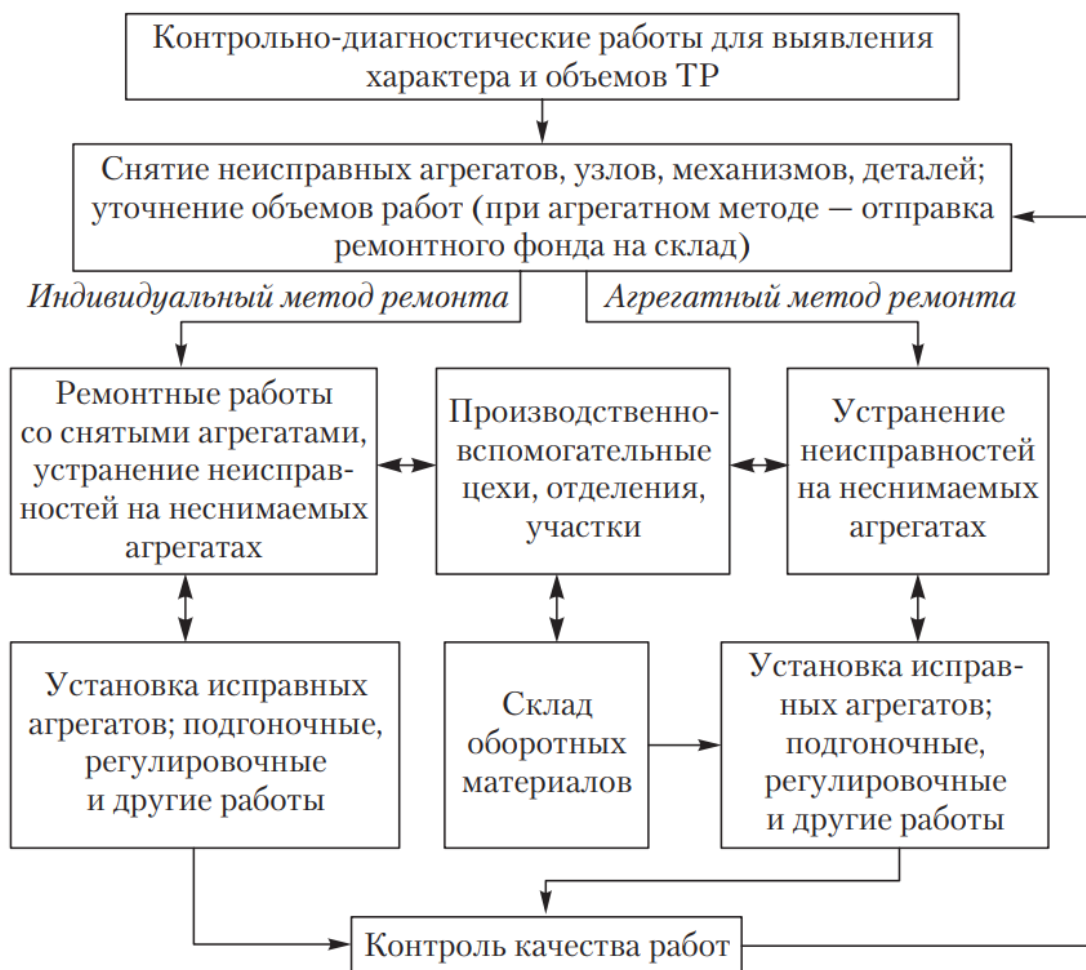 Контрольно-диагностические работы для выявления
характера и объемов ТР
Снятие неисправных агрегатов, узлов, механизмов, деталей;
уточнение объемов работ (при агрегатном методе — отправка
ремонтного фонда на склад)
Индивидуальный метод ремонта
Агрегатный метод ремонта
Ремонтные работы
со снятыми агрегатами,
устранение неисправ-
ностей на неснимаемых
агрегатах
Производственно-
вспомогательные
цехи, отделения,
участки
Устранение
неисправностей
на неснимаемых
агрегатах
Установка исправных
агрегатов; подгоночные,
регулировочные
и другие работы
Склад
оборотных
материалов
Установка исправ-
ных агрегатов;
подгоночные,
регулировочные
и другие работы
Контроль качества работ